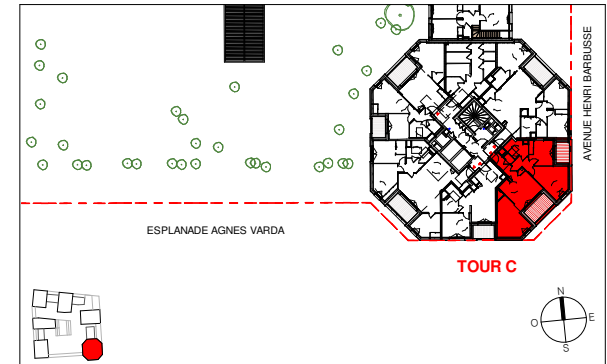 AVENUE HENRI BARBUSSE
ESPLANADE AGNES VARDA
TOUR C
N
O E
S